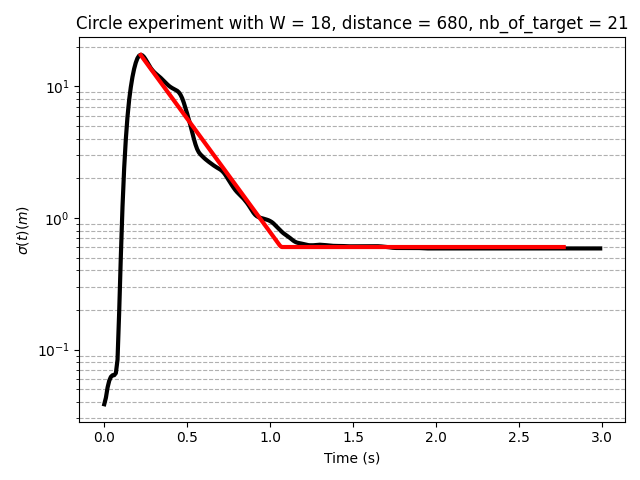 Circle experiment with W = 18, distance = 680, nb_of_target = 21
10¹
10⁰
10⁻¹
σ(t)(m)
0.0 0.5 1.0 1.5 2.0 2.5 3.0
Time (s)